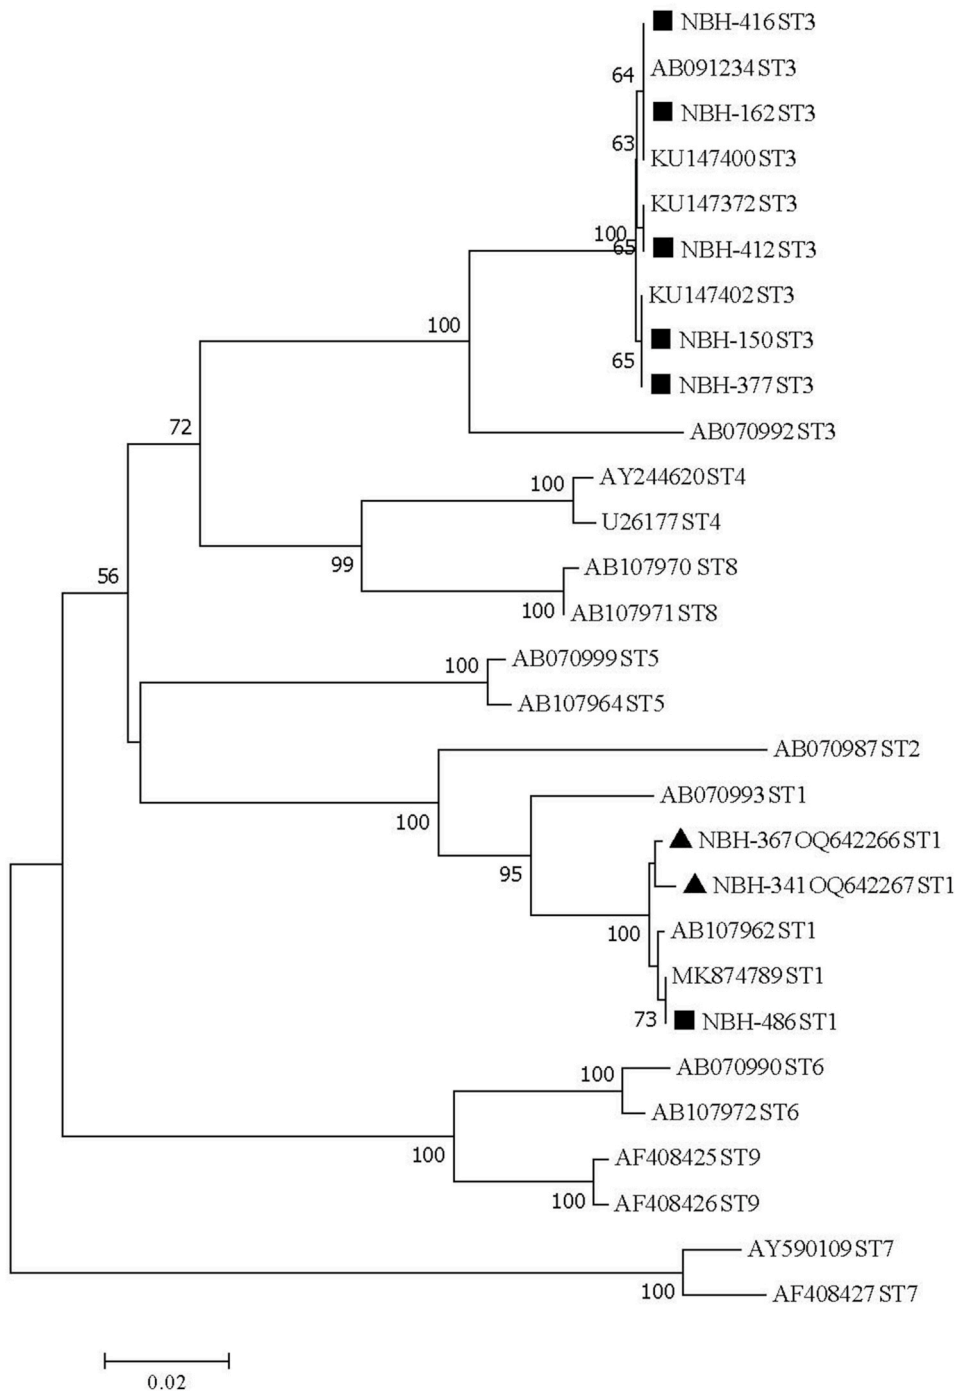 NBH-416 ST3
64
AB091234 ST3
NBH-162 ST3
63
KU147400 ST3
KU147372 ST3
100
65
NBH-412 ST3
KU147402 ST3
100
NBH-150 ST3
65
NBH-377 ST3
72
AB070992 ST3
100
AY244620 ST4
U26177 ST4
99
AB107970 ST8
56
100
AB107971 ST8
100
AB070999 ST5
AB107964 ST5
AB070987 ST2
AB070993 ST1
100
NBH-367 OQ642266 ST1
95
NBH-341 OQ642267 ST1
100
AB107962 ST1
MK874789 ST1
73
NBH-486 ST1
100
AB070990 ST6
AB107972 ST6
100
AF408425 ST9
100
AF408426 ST9
AY590109 ST7
100
AF408427 ST7
0.02